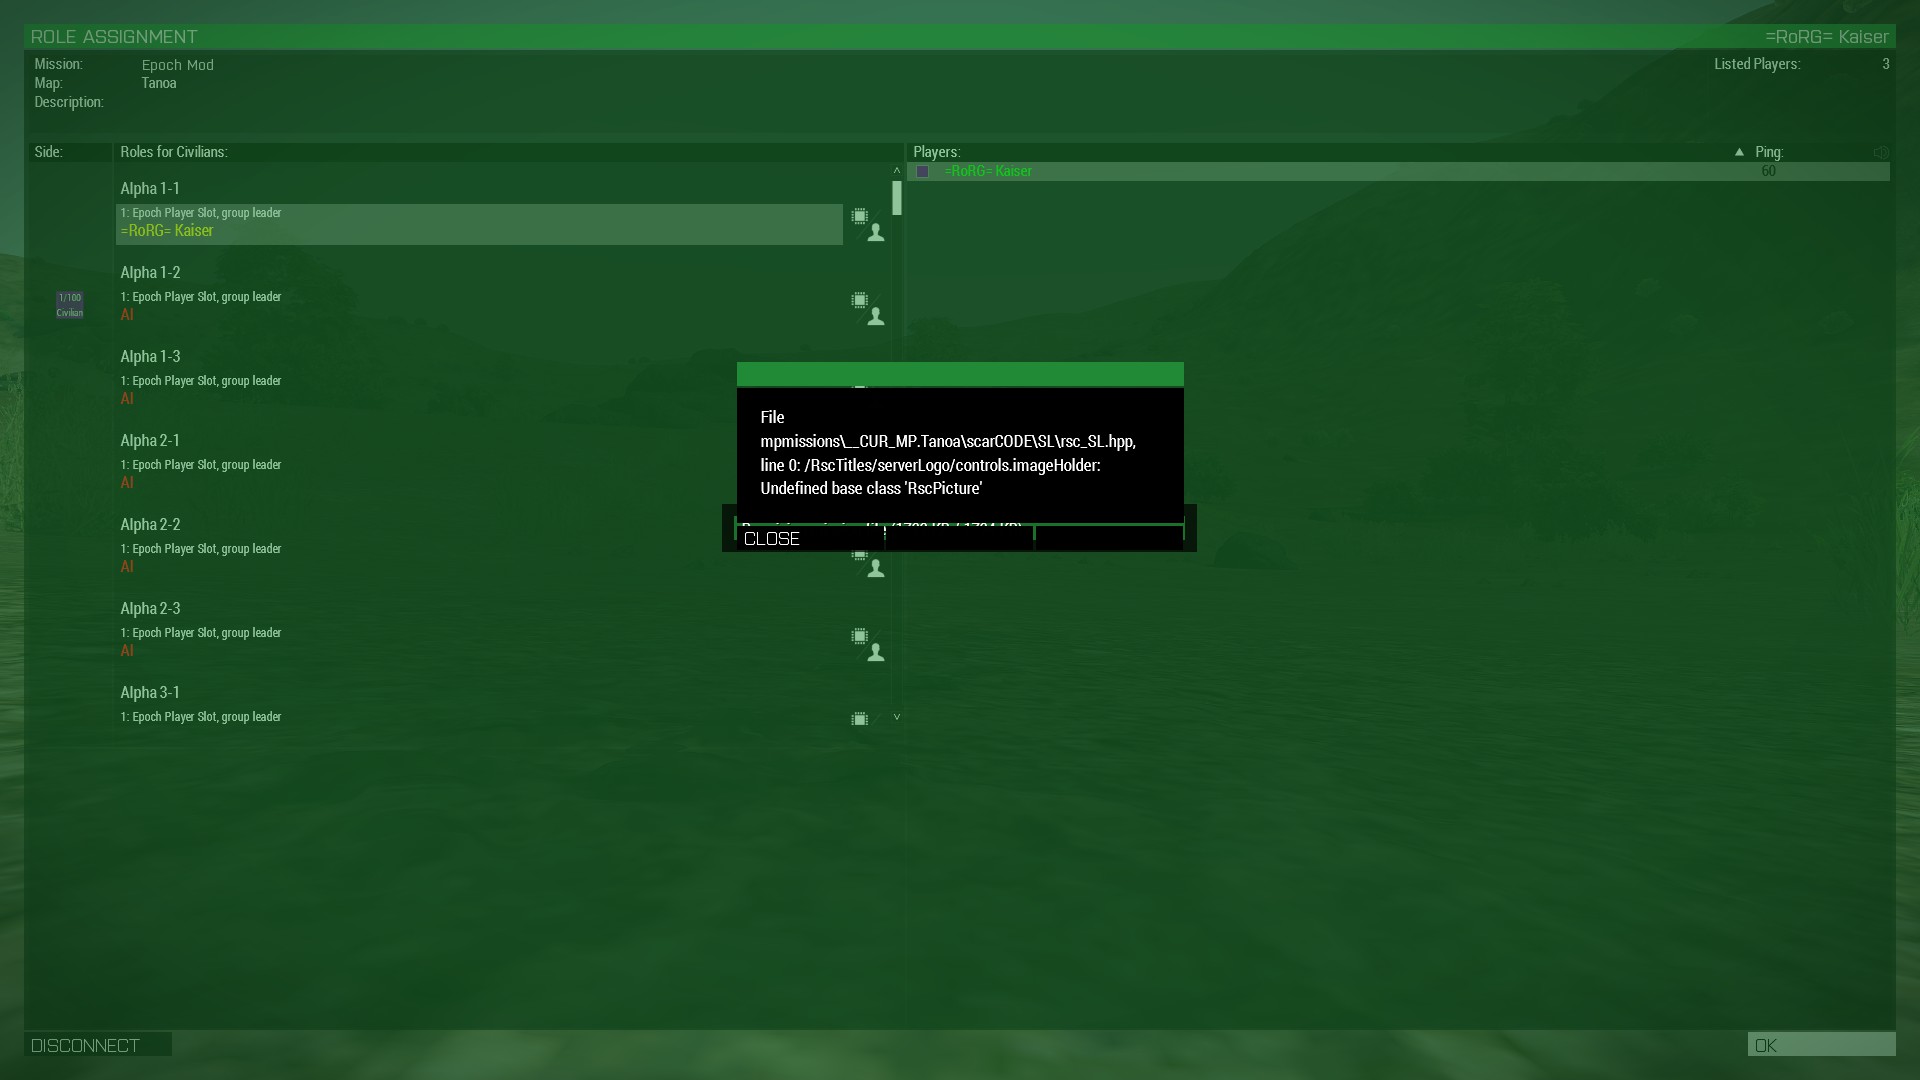 ROLE ASSIGNMENT
=RoRG= Kaiser
Mission: Epoch Mod
Listed Players: 3
Map: Tanoa
Description:
Side:
Roles for Civilians:
Players:
Ping:
=RoRG= Kaiser
60
1/100
Civilian
Alpha 1-1
1: Epoch Player Slot, group leader
=RoRG= Kaiser
Alpha 1-2
1: Epoch Player Slot, group leader
AI
Alpha 1-3
1: Epoch Player Slot, group leader
AI
Alpha 2-1
1: Epoch Player Slot, group leader
AI
Alpha 2-2
1: Epoch Player Slot, group leader
AI
Alpha 2-3
1: Epoch Player Slot, group leader
AI
Alpha 3-1
1: Epoch Player Slot, group leader
File
mpmissions\__CUR_MP.Tanoa\scarCODE\SL\rsc_SL.hpp,
line 0: /RscTitles/serverLogo/controls.imageHolder:
Undefined base class 'RscPicture'
CLOSE
DISCONNECT
OK